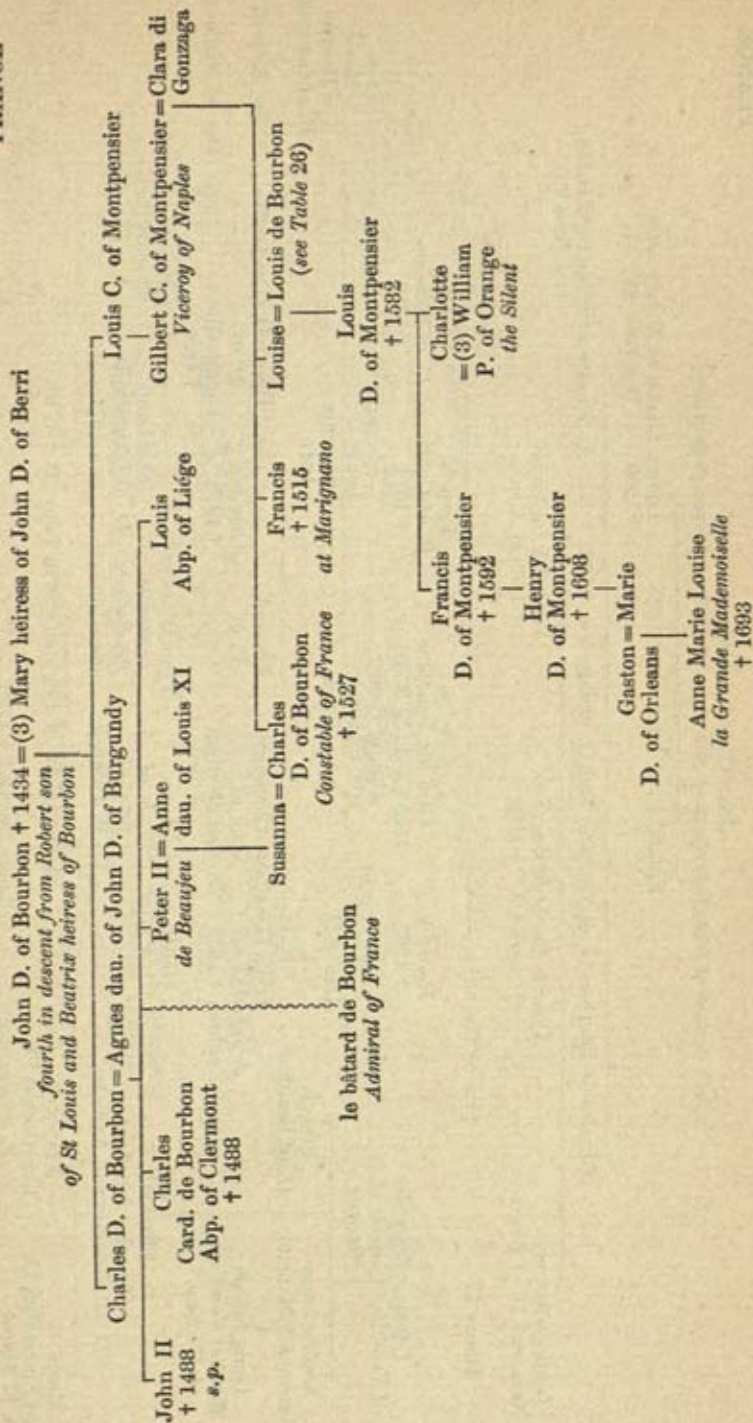 John D. of Bourbon † 1434=(3) Mary heiress of John D. of Berri
fourth in descent from Robert son
of St Louis and Beatrix heiress of Bourbon
Charles D. of Bourbon=Agnes dau. of John D. of Burgundy
Louis C. of Montpensier
John II
† 1488
s.p.
Charles
Card. de Bourbon
Abp. of Clermont
† 1488
Peter II=Anne
de Beaujeu
dau. of Louis XI
Louis
Abp. of Liége
Gilbert C. of Montpensier=Clara di
Viceroy of Naples
Gonzaga
le bâtard de Bourbon
Admiral of France
Susanna=Charles
D. of Bourbon
Constable of France
† 1527
Francis
† 1515
at Marignano
Louise=Louis de Bourbon
(see Table 26)
Louis
D. of Montpensier
† 1582
Francis
D. of Montpensier
† 1592
Charlotte
=(3) William
P. of Orange
the Silent
Henry
D. of Montpensier
† 1608
Gaston=Marie
D. of Orleans
Anne Marie Louise
la Grande Mademoiselle
† 1693